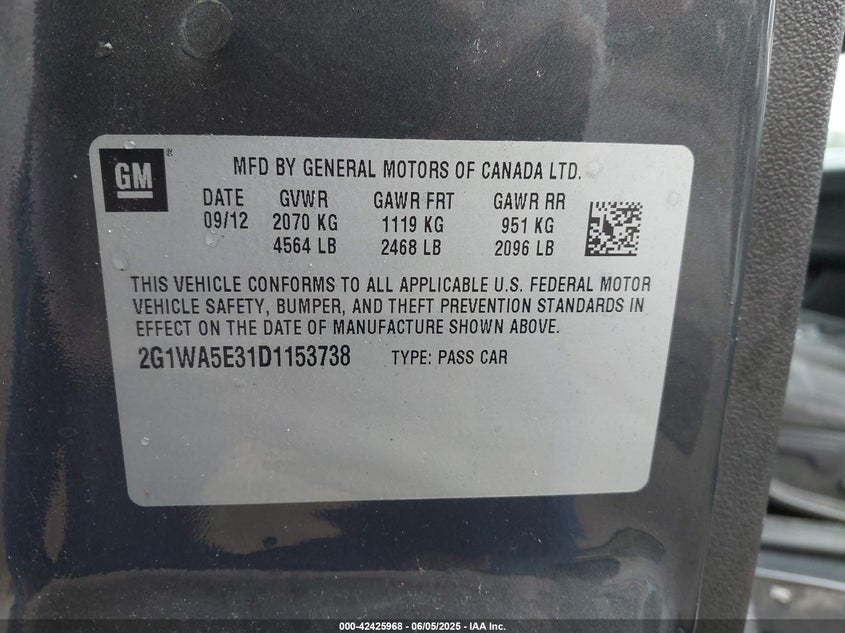 GM®
MFD BY GENERAL MOTORS OF CANADA LTD.
DATE GVWR GAWR FRT GAWR RR
09/12 2070 KG 1119 KG 951 KG
4564 LB 2468 LB 2096 LB
THIS VEHICLE CONFORMS TO ALL APPLICABLE U.S. FEDERAL MOTOR
VEHICLE SAFETY, BUMPER, AND THEFT PREVENTION STANDARDS IN
EFFECT ON THE DATE OF MANUFACTURE SHOWN ABOVE.
2G1WA5E31D1153738 TYPE: PASS CAR
000-42425968 - 06/05/2025 - IAA Inc.